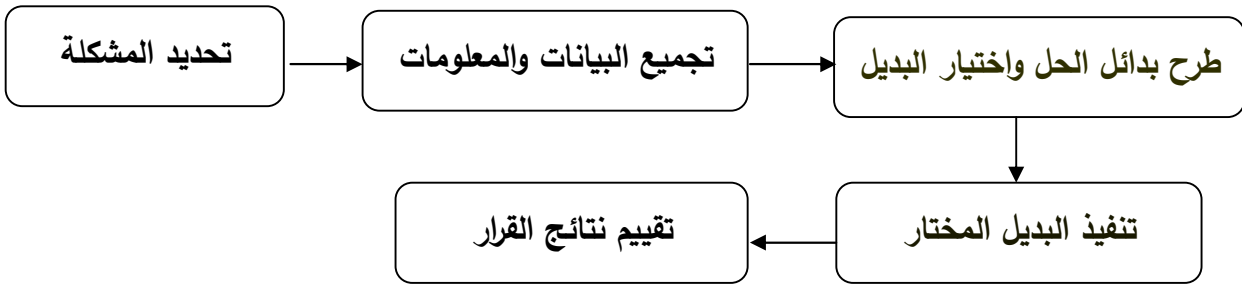 تحديد المشكلة
تجميع البيانات والمعلومات
طرح بدائل الحل واختيار البديل
تنفيذ البديل المختار
تقييم نتائج القرار